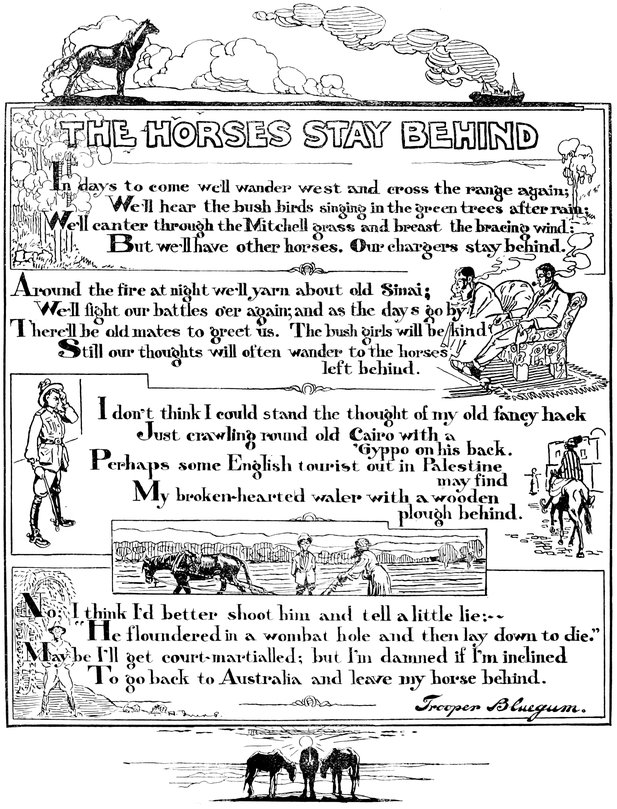 THE HORSES STAY BEHIND
In days to come we'll wander west and cross the range again;
We'll hear the bush birds singing in the green trees after rain;
We'll canter through the Mitchell grass and breast the bracing wind:
But we'll have other horses. Our chargers stay behind.
Around the fire at night we'll yarn about old Sinai;
We'll fight our battles o'er again; and as the days go by
There'll be old mates to greet us. The bush girls will be kind
Still our thoughts will often wander to the horses
left behind.
I don't think I could stand the thought of my old fancy hack
Just crawling round old Cairo with a
'Gyppo on his back.
Perhaps some English tourist out in Palestine
may find
My broken-hearted waler with a wooden
plough behind.
No: I think I'd better shoot him and tell a little lie:--
"He floundered in a wombat hole and then lay down to die."
Maybe I'll get court-martialled; but I'm damned if I'm inclined
To go back to Australia and leave my horse behind.
Trooper Bluegum.